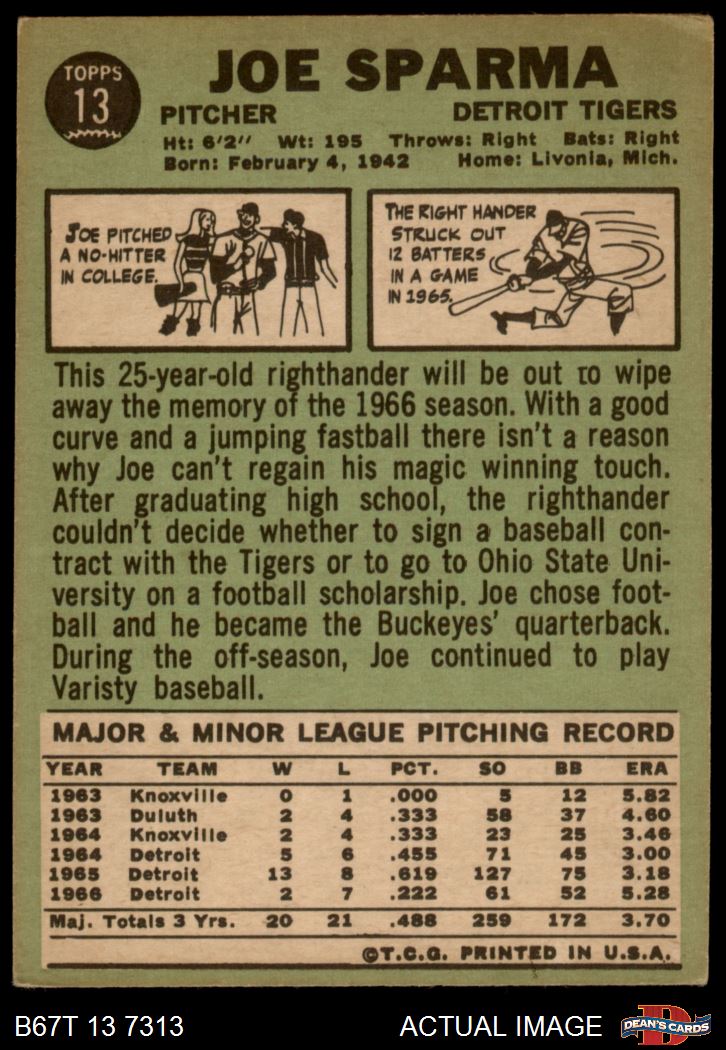 TOPPS
13
JOE SPARMA
PITCHER DETROIT TIGERS
Ht: 6'2" Wt: 195 Throws: Right Bats: Right
Born: February 4, 1942 Home: Livonia, Mich.
JOE PITCHED
A NO-HITTER
IN COLLEGE.
THE RIGHT HANDER
STRUCK OUT
12 BATTERS
IN A GAME
IN 1965.
This 25-year-old righthander will be out to wipe
away the memory of the 1966 season. With a good
curve and a jumping fastball there isn't a reason
why Joe can't regain his magic winning touch.
After graduating high school, the righthander
couldn't decide whether to sign a baseball con-
tract with the Tigers or to go to Ohio State Uni-
versity on a football scholarship. Joe chose foot-
ball and he became the Buckeyes' quarterback.
During the off-season, Joe continued to play
Varisty baseball.
MAJOR & MINOR LEAGUE PITCHING RECORD
YEAR TEAM W L PCT. SO BB ERA
1963 Knoxville 0 1 .000 5 12 5.82
1963 Duluth 2 4 .333 58 37 4.60
1964 Knoxville 2 4 .333 23 25 3.46
1964 Detroit 5 6 .455 71 45 3.00
1965 Detroit 13 8 .619 127 75 3.18
1966 Detroit 2 7 .222 61 52 5.28
Maj. Totals 3 Yrs. 20 21 .488 259 172 3.70
©T.C.G. PRINTED IN U.S.A.
B67T 13 7313 ACTUAL IMAGE
D
DEAN'S CARDS